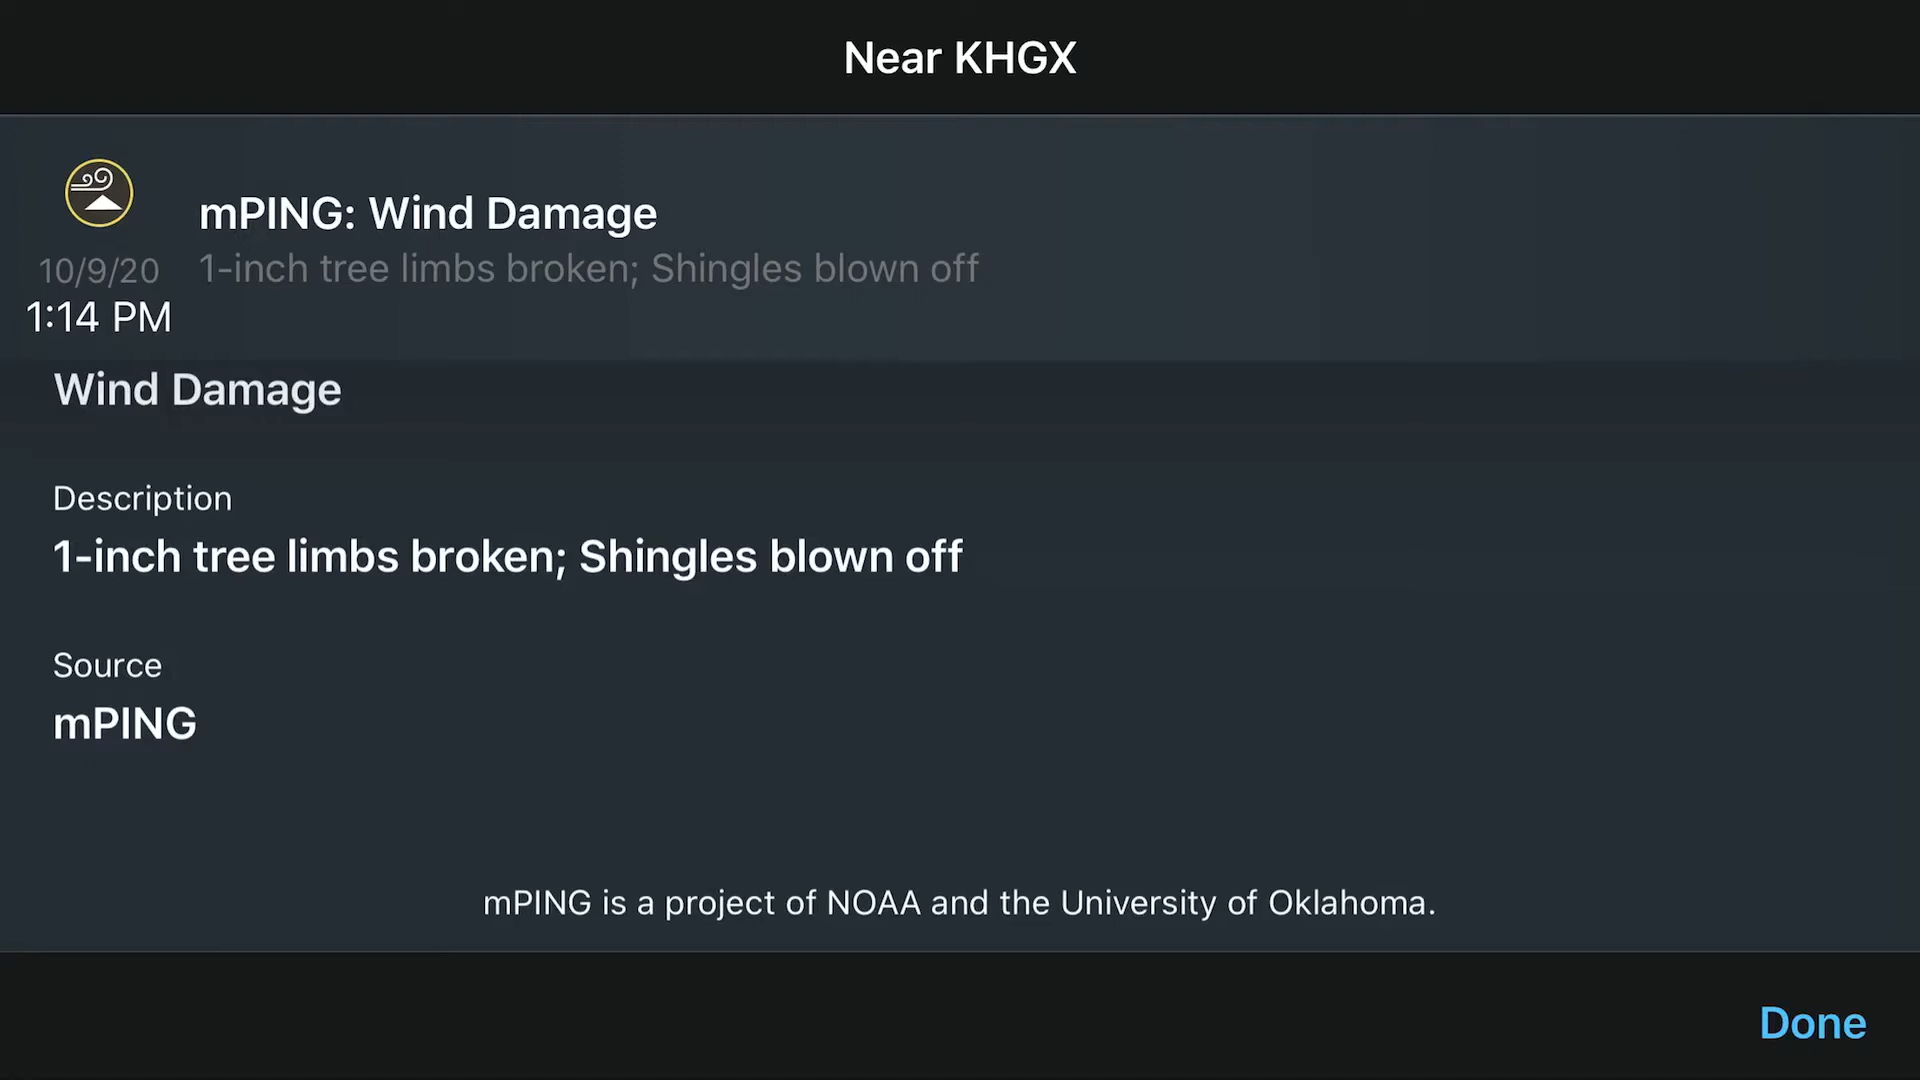 Near KHGX
mPING: Wind Damage
10/9/20 1-inch tree limbs broken; Shingles blown off
1:14 PM
Wind Damage
Description
1-inch tree limbs broken; Shingles blown off
Source
mPING
mPING is a project of NOAA and the University of Oklahoma.
Done